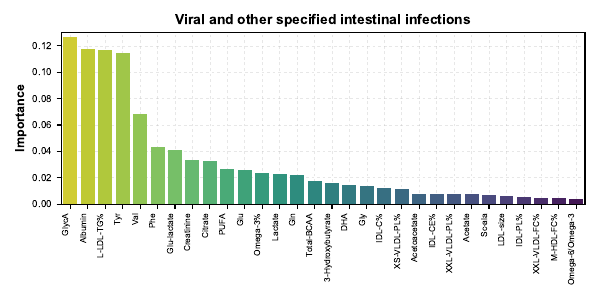 Viral and other specified intestinal infections
Importance
0.12
0.10
0.08
0.06
0.04
0.02
0.00
GlycA
Albumin
L-LDL-TG%
Tyr
Val
Phe
Glu-lactate
Creatinine
Citrate
PUFA
Glu
Omega-3%
Lactate
Gln
Total-BCAA
3-Hydroxybutyrate
DHA
Gly
IDL-C%
XS-VLDL-PL%
Acetoacetate
IDL-CE%
XXL-VLDL-PL%
Acetate
LDL-size
IDL-PL%
XXL-VLDL-FC%
M-HDL-FC%
Omega-6/Omega-3